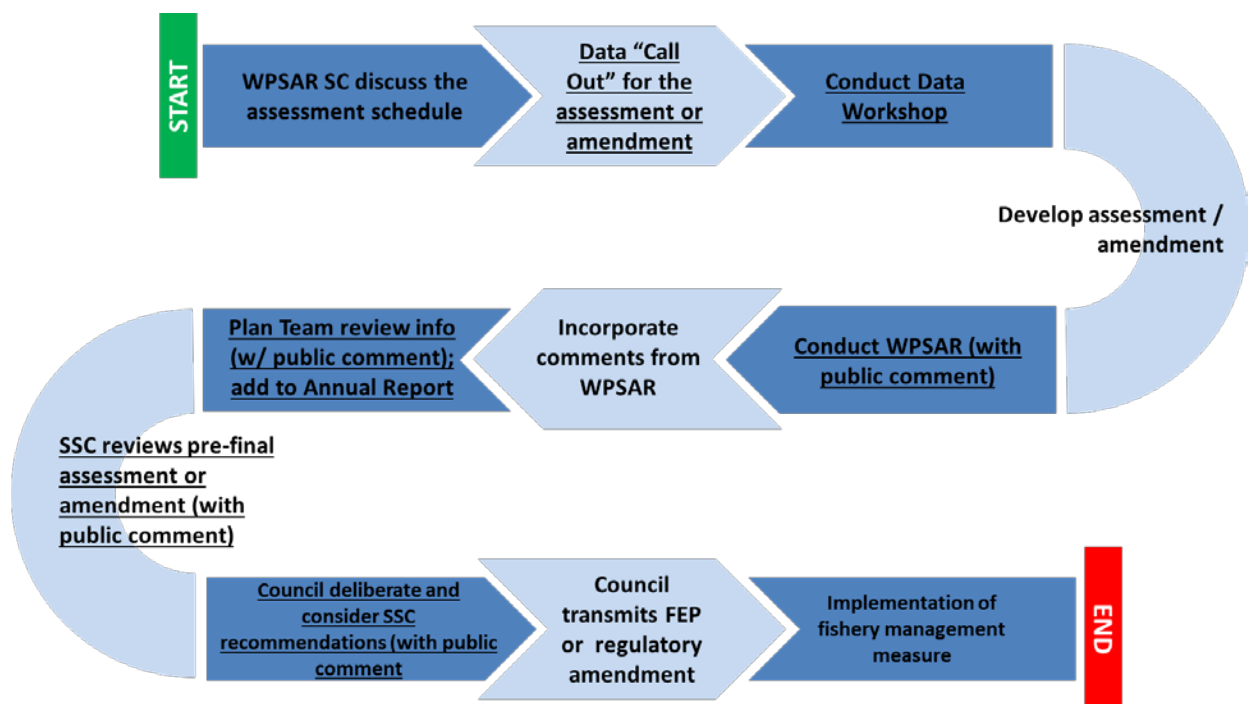 START
WPSAR SC discuss the
assessment schedule
Data “Call
Out” for the
assessment or
amendment
Conduct Data
Workshop
Develop assessment /
amendment
Conduct WPSAR (with
public comment)
Incorporate
comments from
WPSAR
Plan Team review info
(w/ public comment);
add to Annual Report
SSC reviews pre-final
assessment or
amendment (with
public comment)
Council deliberate and
consider SSC
recommendations (with public
comment
Council
transmits FEP
or regulatory
amendment
Implementation of
fishery management
measure
END